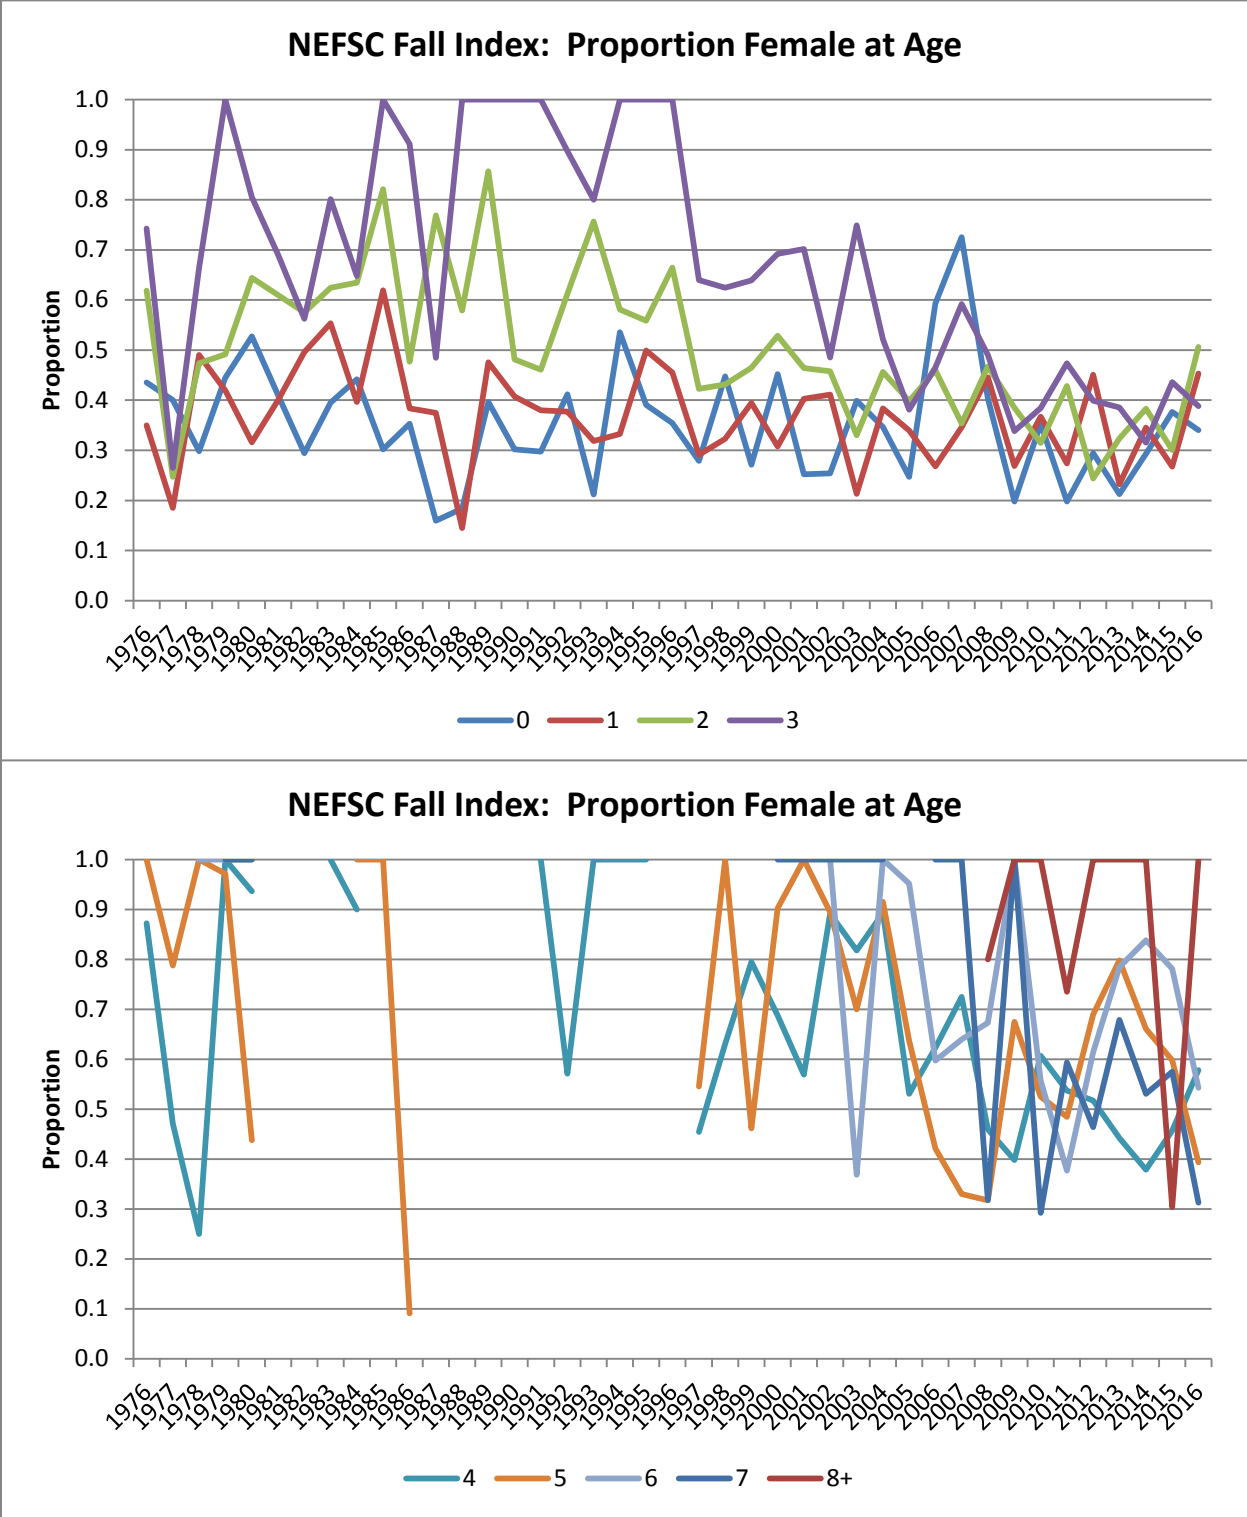 NEFSC Fall Index:  Proportion Female at Age
1.0
0.9
0.8
0.7
0.6
0.5
0.4
0.3
0.2
0.1
0.0
Proportion
1976 1977 1978 1979 1980 1981 1982 1983 1984 1985 1986 1987 1988 1989 1990 1991 1992 1993 1994 1995 1996 1997 1998 1999 2000 2001 2002 2003 2004 2005 2006 2007 2008 2009 2010 2011 2012 2013 2014 2015 2016
0 1 2 3
NEFSC Fall Index:  Proportion Female at Age
1.0
0.9
0.8
0.7
0.6
0.5
0.4
0.3
0.2
0.1
0.0
Proportion
1976 1977 1978 1979 1980 1981 1982 1983 1984 1985 1986 1987 1988 1989 1990 1991 1992 1993 1994 1995 1996 1997 1998 1999 2000 2001 2002 2003 2004 2005 2006 2007 2008 2009 2010 2011 2012 2013 2014 2015 2016
4 5 6 7 8+